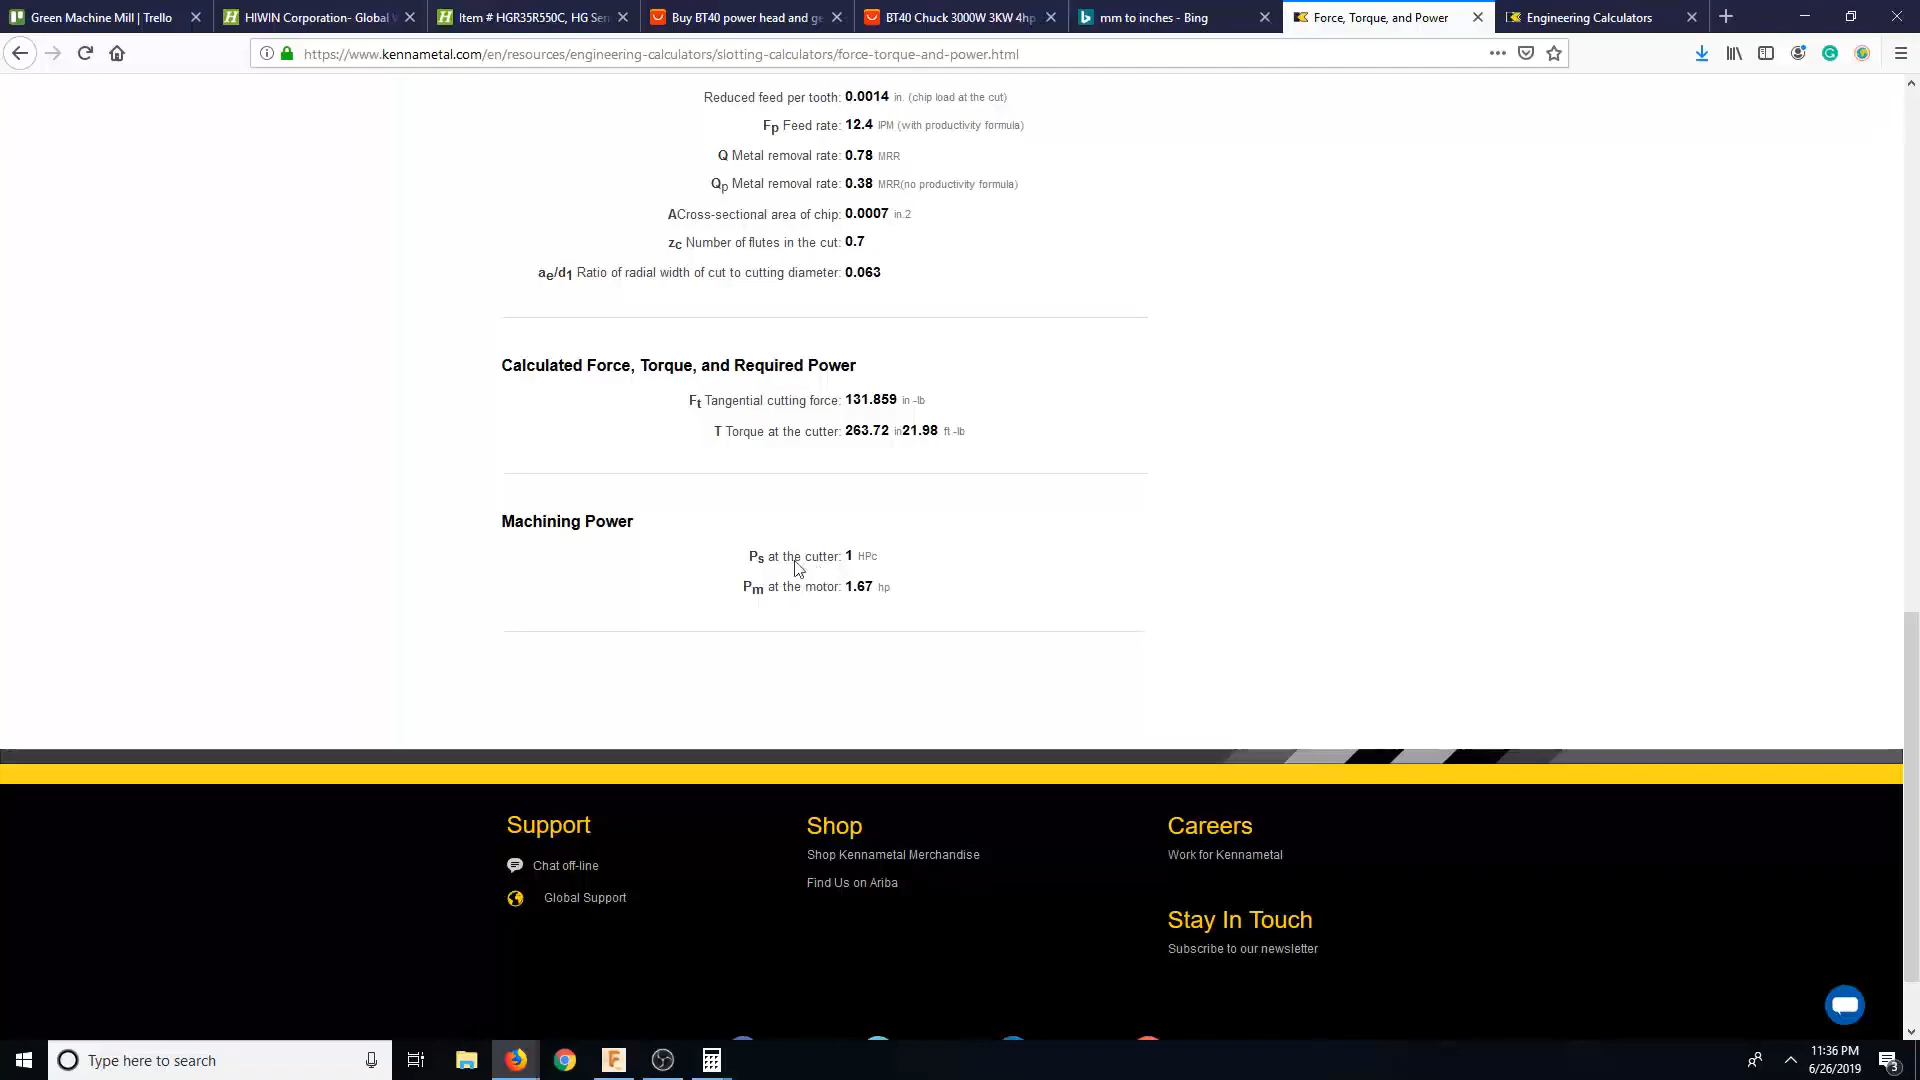 Green Machine Mill | Trello
HIWIN Corporation- Global
Item # HGR35R550C, HG Seri
Buy BT40 power head and ge
BT40 Chuck 3000W 3KW 4hp
mm to inches - Bing
Force, Torque, and Power
Engineering Calculators
https://www.kennametal.com/en/resources/engineering-calculators/slotting-calculators/force-torque-and-power.html
Reduced feed per tooth: 0.0014 in. (chip load at the cut)
Fp Feed rate: 12.4 IPM (with productivity formula)
Q Metal removal rate: 0.78 MRR
Qp Metal removal rate: 0.38 MRR(no productivity formula)
ACross-sectional area of chip: 0.0007 in.2
zc Number of flutes in the cut: 0.7
ae/d1 Ratio of radial width of cut to cutting diameter: 0.063
Calculated Force, Torque, and Required Power
Ft Tangential cutting force: 131.859 in -lb
T Torque at the cutter: 263.72 in21.98 ft -lb
Machining Power
Ps at the cutter: 1 HPc
Pm at the motor: 1.67 hp
Support
Chat off-line
Global Support
Shop
Shop Kennametal Merchandise
Find Us on Ariba
Careers
Work for Kennametal
Stay In Touch
Subscribe to our newsletter
Type here to search
11:36 PM
6/26/2019
3